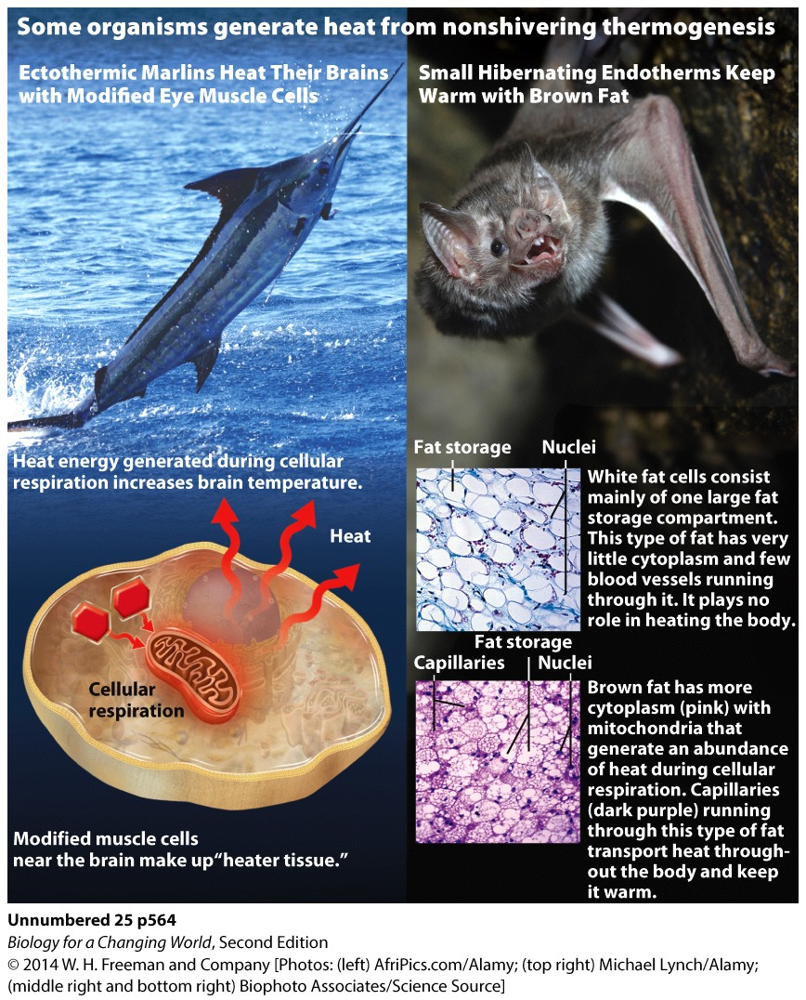 Some organisms generate heat from nonshivering thermogenesis
Ectothermic Marlins Heat Their Brains
with Modified Eye Muscle Cells
Heat energy generated during cellular
respiration increases brain temperature.
Heat
Cellular
respiration
Modified muscle cells
near the brain make up“heater tissue.”
Small Hibernating Endotherms Keep
Warm with Brown Fat
Fat storage
Nuclei
White fat cells consist
mainly of one large fat
storage compartment.
This type of fat has very
little cytoplasm and few
blood vessels running
through it. It plays no
role in heating the body.
Fat storage
Capillaries
Nuclei
Brown fat has more
cytoplasm (pink) with
mitochondria that
generate an abundance
of heat during cellular
respiration. Capillaries
(dark purple) running
through this type of fat
transport heat through-
out the body and keep
it warm.
Unnumbered 25 p564
Biology for a Changing World, Second Edition
© 2014 W. H. Freeman and Company [Photos: (left) AfriPics.com/Alamy; (top right) Michael Lynch/Alamy;
(middle right and bottom right) Biophoto Associates/Science Source]